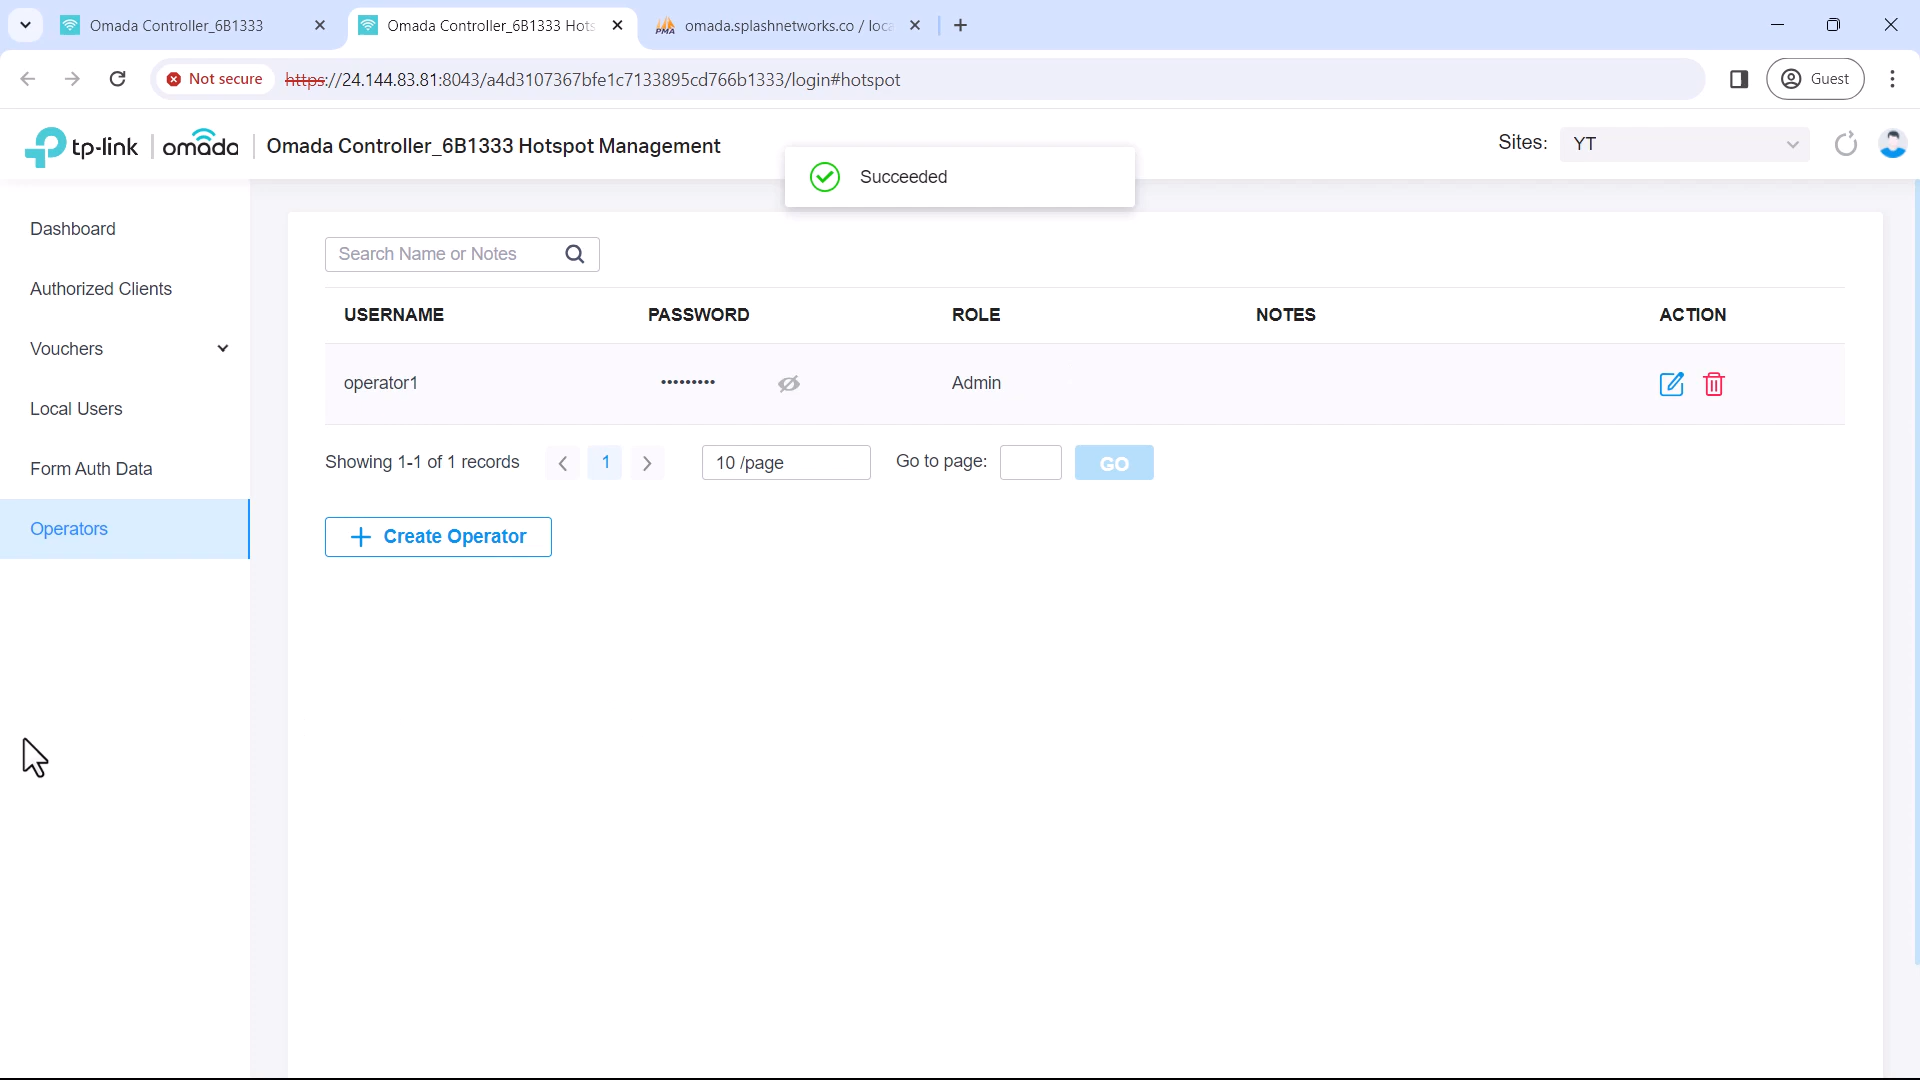 Omada Controller_6B1333
Omada Controller_6B1333 Hots
PMA omada.splashnetworks.co / loca
Not secure https://24.144.83.81:8043/a4d3107367bfe1c7133895cd766b1333/login#hotspot
Guest
tp-link omada Omada Controller_6B1333 Hotspot Management
Sites: YT
Succeeded
Dashboard
Authorized Clients
Vouchers
Local Users
Form Auth Data
Operators
Search Name or Notes
USERNAME PASSWORD ROLE NOTES ACTION
operator1 ••••••••• Admin
Showing 1-1 of 1 records 1 10 /page Go to page: GO
Create Operator